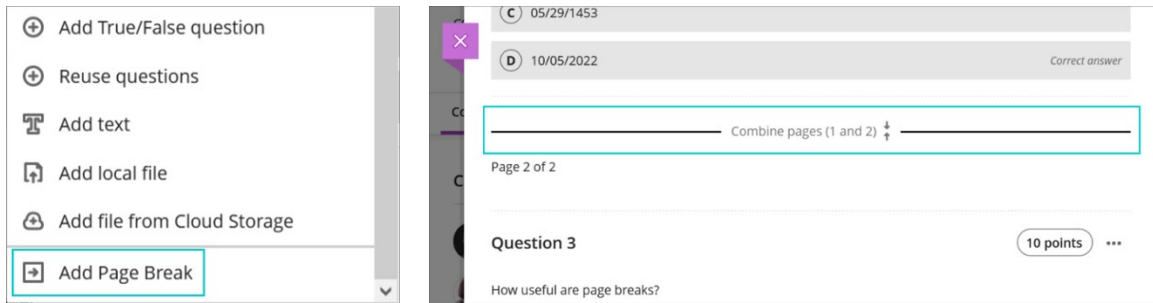 Add True/False question
Reuse questions
Add text
Add local file
Add file from Cloud Storage
Add Page Break
C 05/29/1453
D 10/05/2022 Correct answer
Combine pages (1 and 2)
Page 2 of 2
Question 3 10 points
How useful are page breaks?